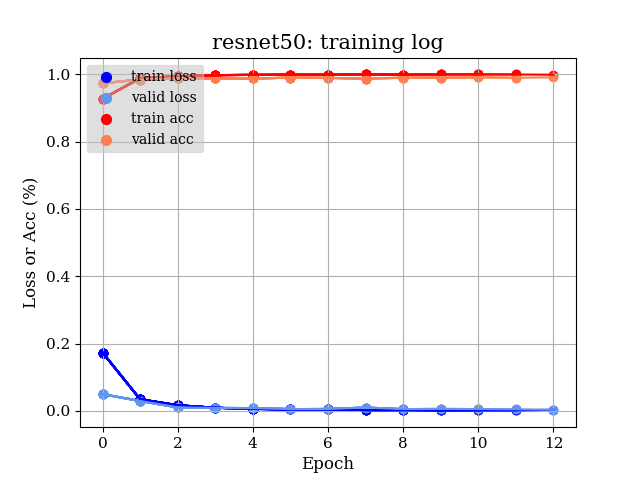 resnet50: training log
1.0
0.8
0.6
0.4
0.2
0.0
Loss or Acc (%)
train loss
valid loss
train acc
valid acc
0 2 4 6 8 10 12
Epoch